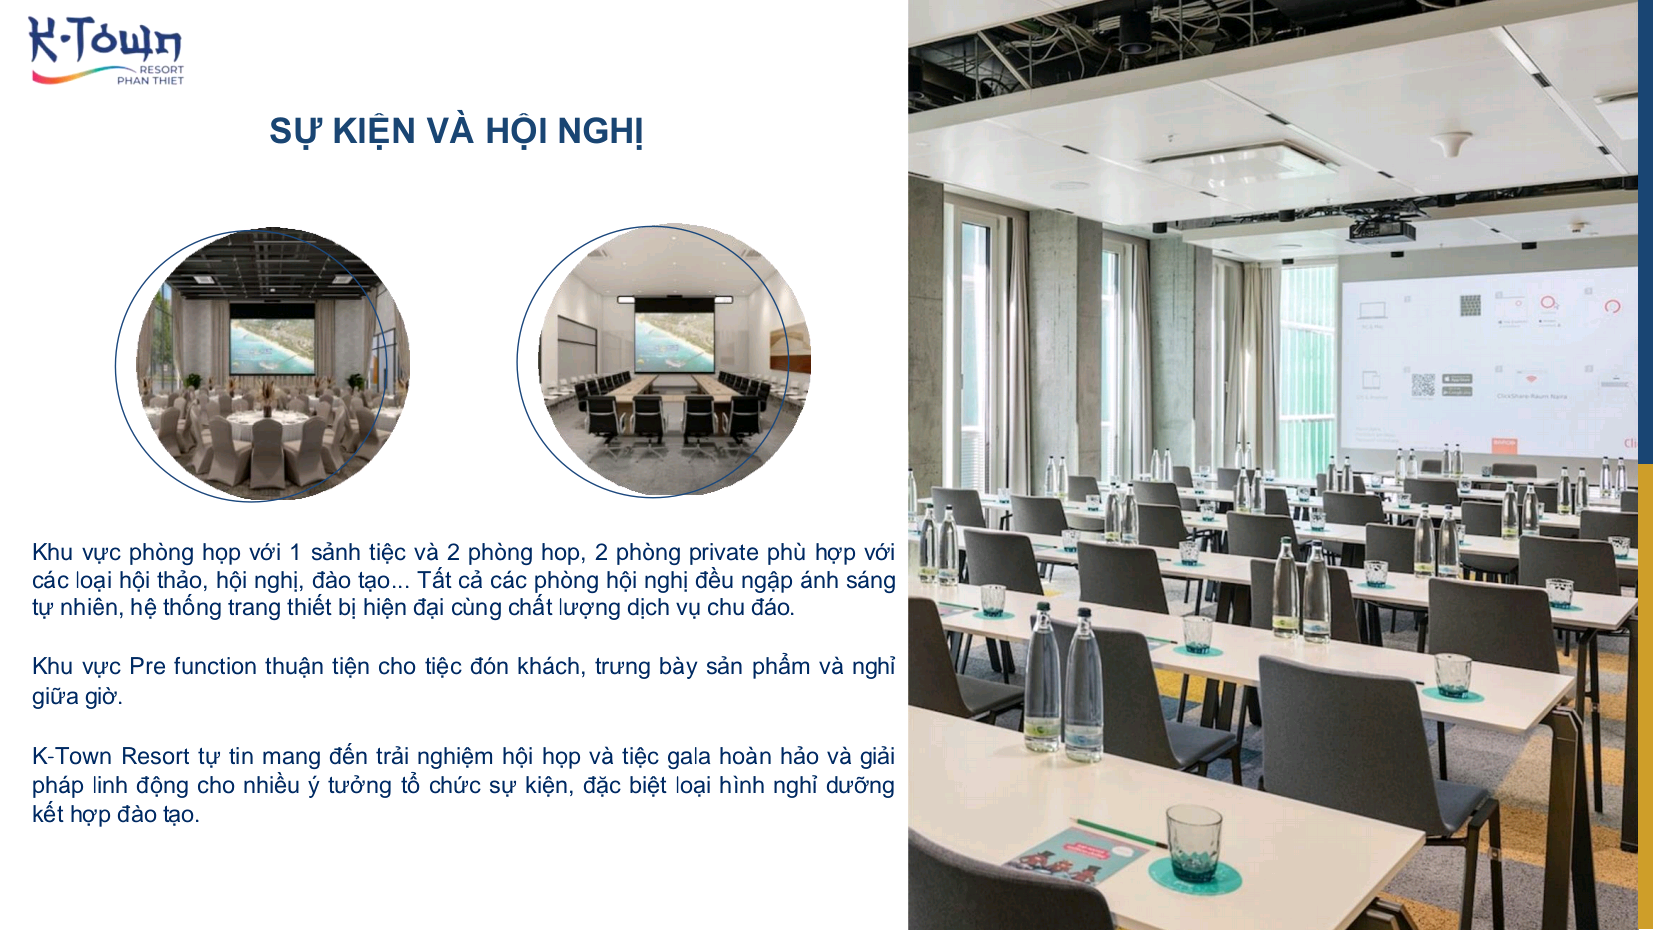 K-Town
RESORT
PHAN THIET
SỰ KIỆN VÀ HỘI NGHỊ
Khu vực phòng họp với 1 sảnh tiệc và 2 phòng hop, 2 phòng private phù hợp với
các loại hội thảo, hội nghị, đào tạo... Tất cả các phòng hội nghị đều ngập ánh sáng
tự nhiên, hệ thống trang thiết bị hiện đại cùng chất lượng dịch vụ chu đáo.
Khu vực Pre function thuận tiện cho tiệc đón khách, trưng bày sản phẩm và nghỉ
giữa giờ.
K-Town Resort tự tin mang đến trải nghiệm hội họp và tiệc gala hoàn hảo và giải
pháp linh động cho nhiều ý tưởng tổ chức sự kiện, đặc biệt loại hình nghỉ dưỡng
kết hợp đào tạo.